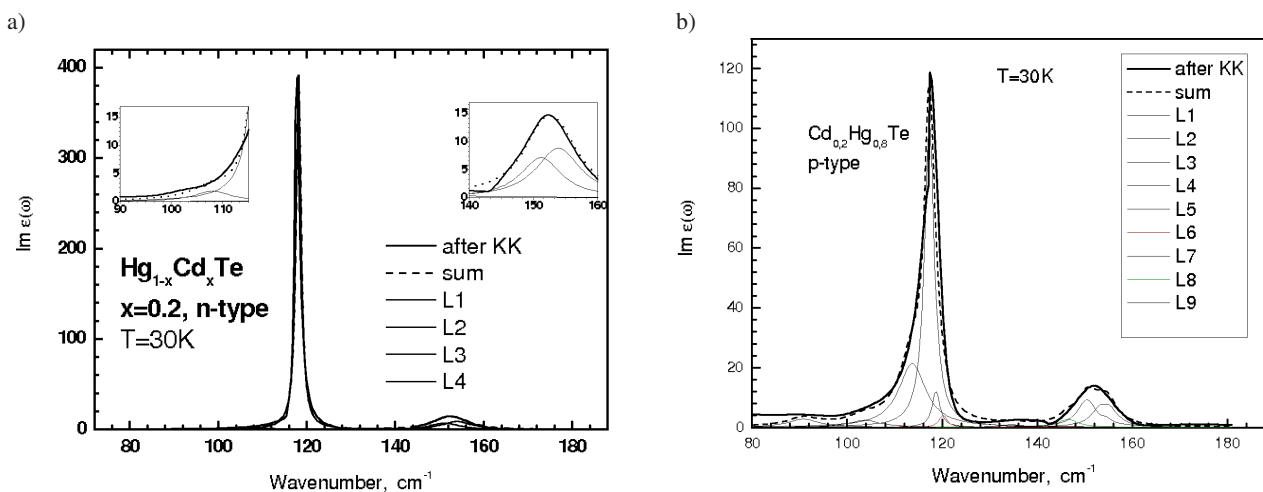 a)
400
300
200
100
0
Im ε(ω)
80 100 120 140 160 180
Wavenumber, cm⁻¹
15
10
5
0
90 100 110
15
10
5
0
140 150 160
Hg₁₋ₓCdₓTe
x=0.2, n-type
T=30K
after KK
sum
L1
L2
L3
L4
b)
120
100
80
60
40
20
0
Im ε(ω)
80 100 120 140 160 180
Wavenumber, cm⁻¹
T=30K
Cd₀,₂Hg₀,₈Te
p-type
after KK
sum
L1
L2
L3
L4
L5
L6
L7
L8
L9